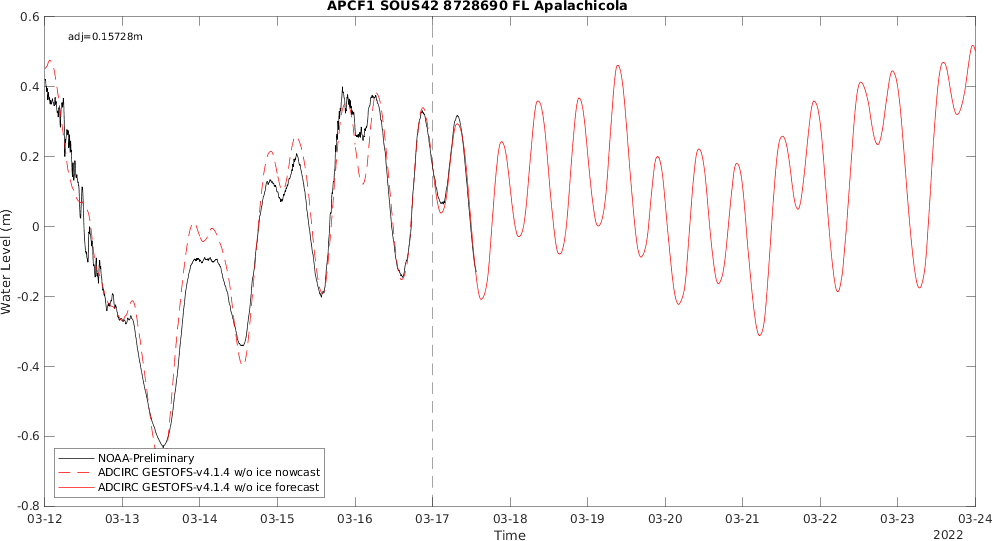 APCF1 SOUS42 8728690 FL Apalachicola
adj=0.15728m
Water Level (m)
0.6
0.4
0.2
0
-0.2
-0.4
-0.6
-0.8
NOAA-Preliminary
ADCIRC GESTOFS-v4.1.4 w/o ice nowcast
ADCIRC GESTOFS-v4.1.4 w/o ice forecast
03-12 03-13 03-14 03-15 03-16 03-17 03-18 03-19 03-20 03-21 03-22 03-23 03-24
Time
2022